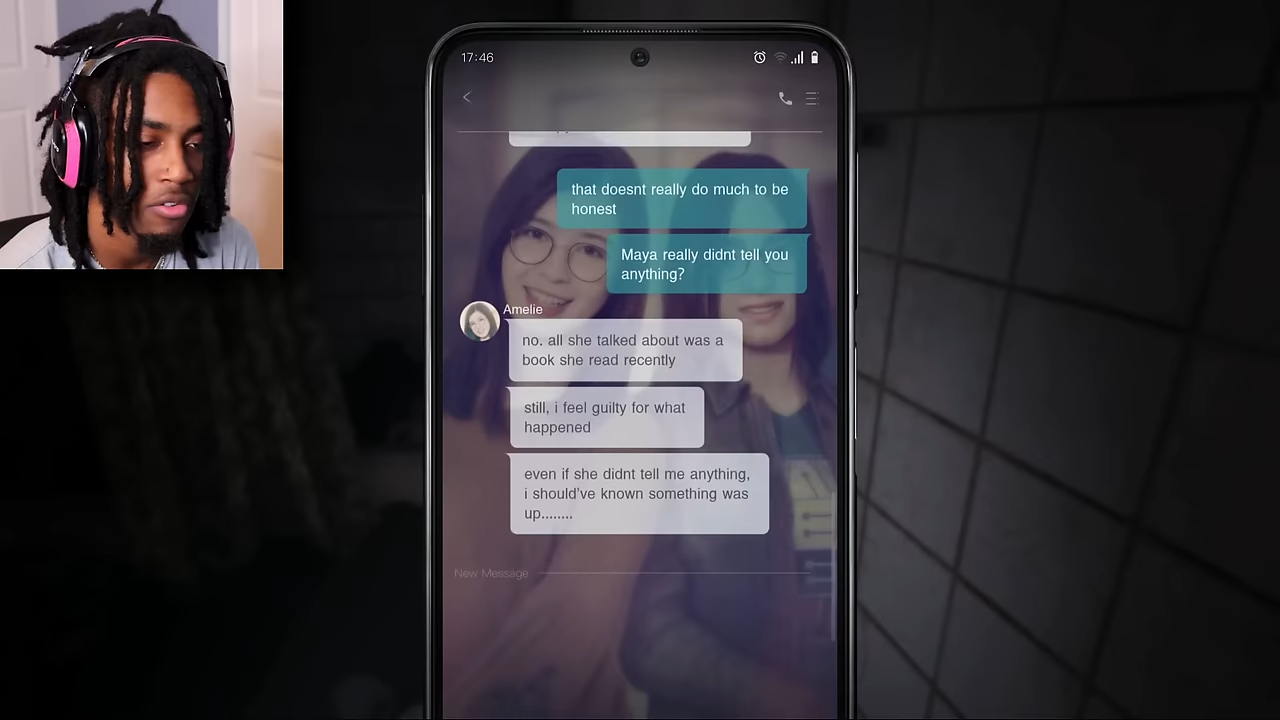 17:46
that doesnt really do much to be
honest
Maya really didnt tell you
anything?
Amelie
no. all she talked about was a
book she read recently
still, i feel guilty for what
happened
even if she didnt tell me anything,
i should've known something was
up........
New Message